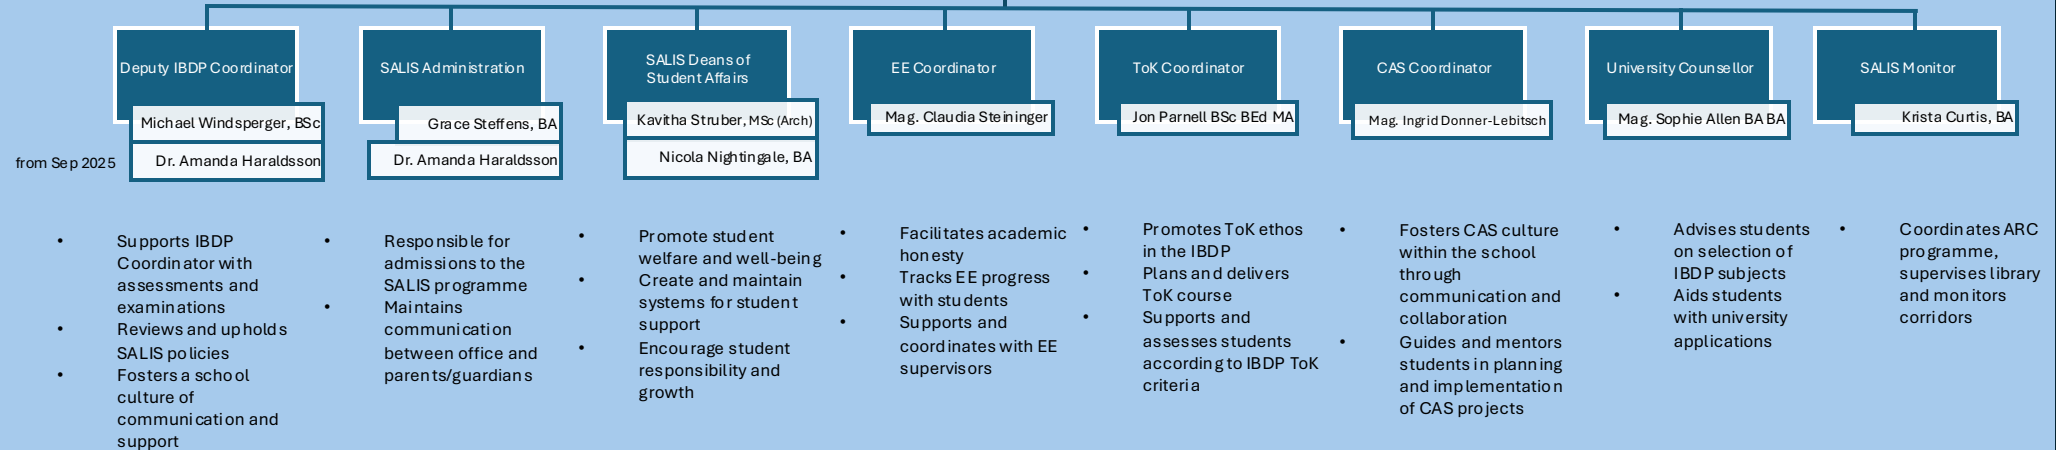 Deputy IBDP Coordinator
Michael Windsperger, BSc
from Sep 2025
Dr. Amanda Haraldsson
• Supports IBDP
Coordinator with
assessments and
examinations
• Reviews and upholds
SALIS policies
• Fosters a school
culture of
communication and
support
SALIS Administration
Grace Steffens, BA
Dr. Amanda Haraldsson
• Responsible for
admissions to the
SALIS programme
• Maintains
communication
between office and
parents/guardians
SALIS Deans of
Student Affairs
Kavitha Struber, MSc (Arch)
Nicola Nightingale, BA
• Promote student
welfare and well-being
• Create and maintain
systems for student
support
• Encourage student
responsibility and
growth
EE Coordinator
Mag. Claudia Steininger
• Facilitates academic
honesty
• Tracks EE progress
with students
• Supports and
coordinates with EE
supervisors
ToK Coordinator
Jon Parnell BSc BEd MA
• Promotes ToK ethos
in the IBDP
• Plans and delivers
ToK course
• Supports and
assesses students
according to IBDP ToK
criteria
CAS Coordinator
Mag. Ingrid Donner-Lebitsch
• Fosters CAS culture
within the school
through
communication and
collaboration
• Guides and mentors
students in planning
and implementation
of CAS projects
University Counsellor
Mag. Sophie Allen BA BA
• Advises students
on selection of
IBDP subjects
• Aids students
with university
applications
SALIS Monitor
Krista Curtis, BA
• Coordinates ARC
programme,
supervises library
and monitors
corridors